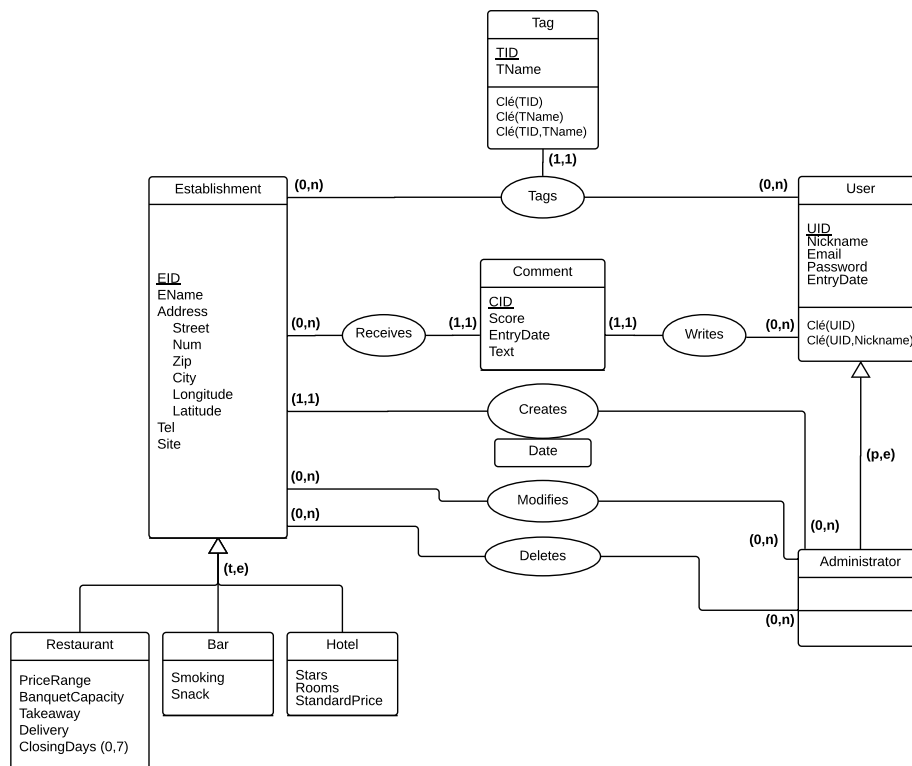 Tag
TID
TName
Clé(TID)
Clé(TName)
Clé(TID,TName)
(1,1)
Establishment
(0,n)
Tags
(0,n)
User
EID
EName
Address
Street
Num
Zip
City
Longitude
Latitude
Tel
Site
UID
Nickname
Email
Password
EntryDate
Clé(UID)
Clé(UID,Nickname)
Comment
CID
Score
EntryDate
Text
(0,n)
Receives
(1,1)
(1,1)
Writes
(0,n)
(1,1)
Creates
Date
(0,n)
(p,e)
(0,n)
Modifies
(0,n)
(0,n)
Deletes
(0,n)
Administrator
(t,e)
Restaurant
PriceRange
BanquetCapacity
Takeaway
Delivery
ClosingDays (0,7)
Bar
Smoking
Snack
Hotel
Stars
Rooms
StandardPrice